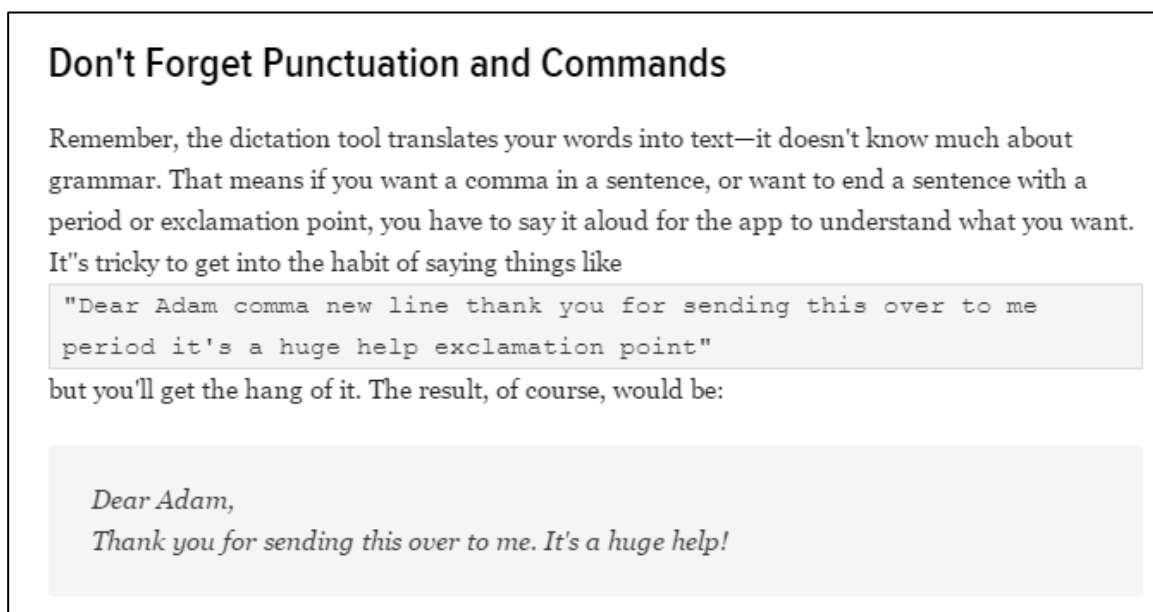 Don't Forget Punctuation and Commands
Remember, the dictation tool translates your words into text—it doesn't know much about
grammar. That means if you want a comma in a sentence, or want to end a sentence with a
period or exclamation point, you have to say it aloud for the app to understand what you want.
It"s tricky to get into the habit of saying things like
"Dear Adam comma new line thank you for sending this over to me
period it's a huge help exclamation point"
but you'll get the hang of it. The result, of course, would be:
Dear Adam,
Thank you for sending this over to me. It's a huge help!